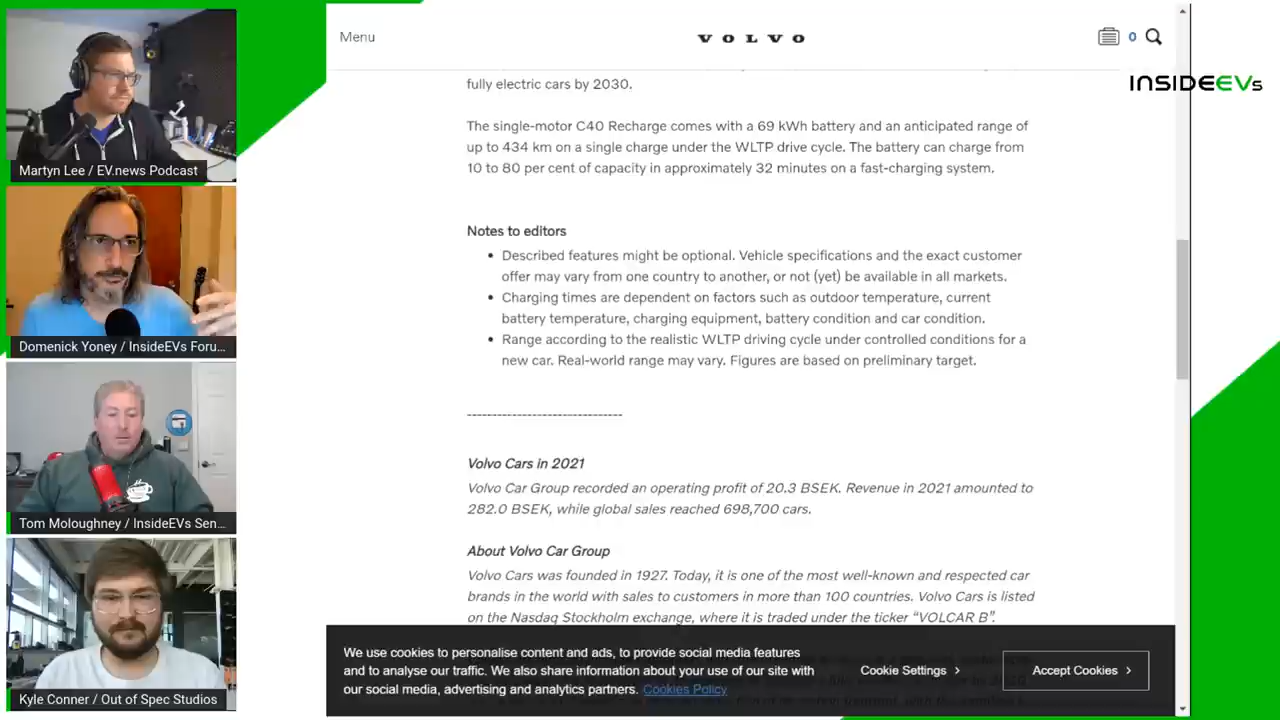 Martyn Lee / EV.news Podcast
Domenick Yoney / InsideEVs Foru...
Tom Moloughney / InsideEVs Sen...
Kyle Conner / Out of Spec Studios
Menu
VOLVO
0
INSIDEEVs
fully electric cars by 2030.
The single-motor C40 Recharge comes with a 69 kWh battery and an anticipated range of
up to 434 km on a single charge under the WLTP drive cycle. The battery can charge from
10 to 80 per cent of capacity in approximately 32 minutes on a fast-charging system.
Notes to editors
• Described features might be optional. Vehicle specifications and the exact customer
offer may vary from one country to another, or not (yet) be available in all markets.
• Charging times are dependent on factors such as outdoor temperature, current
battery temperature, charging equipment, battery condition and car condition.
• Range according to the realistic WLTP driving cycle under controlled conditions for a
new car. Real-world range may vary. Figures are based on preliminary target.
-------------------------------
Volvo Cars in 2021
Volvo Car Group recorded an operating profit of 20.3 BSEK. Revenue in 2021 amounted to
282.0 BSEK, while global sales reached 698,700 cars.
About Volvo Car Group
Volvo Cars was founded in 1927. Today, it is one of the most well-known and respected car
brands in the world with sales to customers in more than 100 countries. Volvo Cars is listed
on the Nasdaq Stockholm exchange, where it is traded under the ticker “VOLCAR B”.
We use cookies to personalise content and ads, to provide social media features
and to analyse our traffic. We also share information about your use of our site with
our social media, advertising and analytics partners. Cookies Policy
Cookie Settings
Accept Cookies